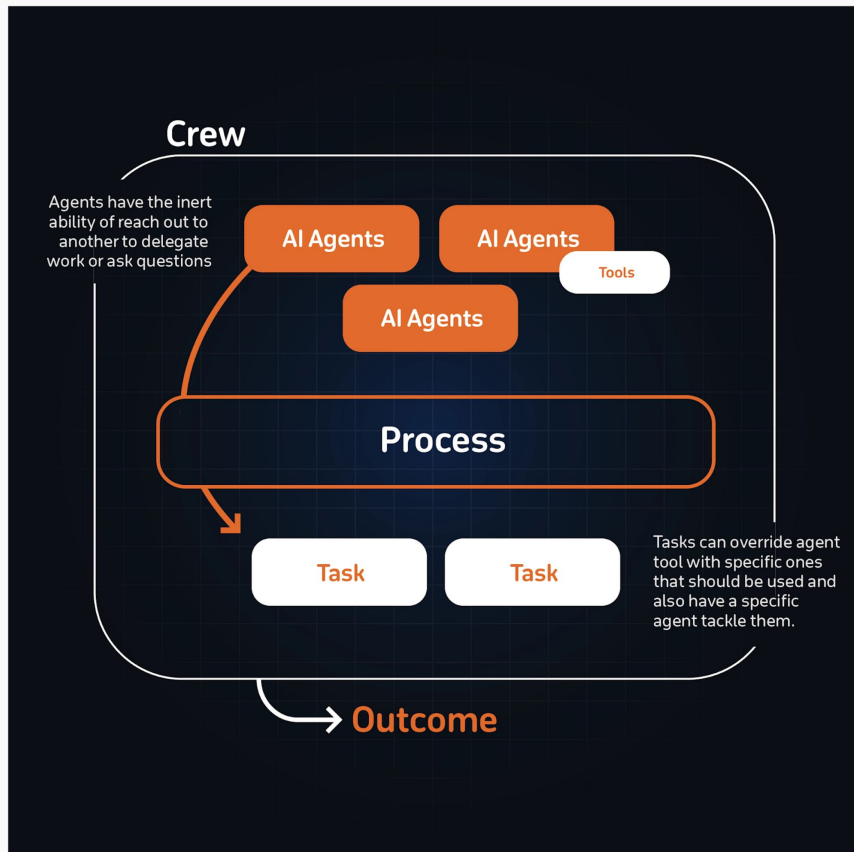 Crew
Agents have the inert
ability of reach out to
another to delegate
work or ask questions
AI Agents
AI Agents
Tools
AI Agents
Process
Task
Task
Tasks can override agent
tool with specific ones
that should be used and
also have a specific
agent tackle them.
Outcome